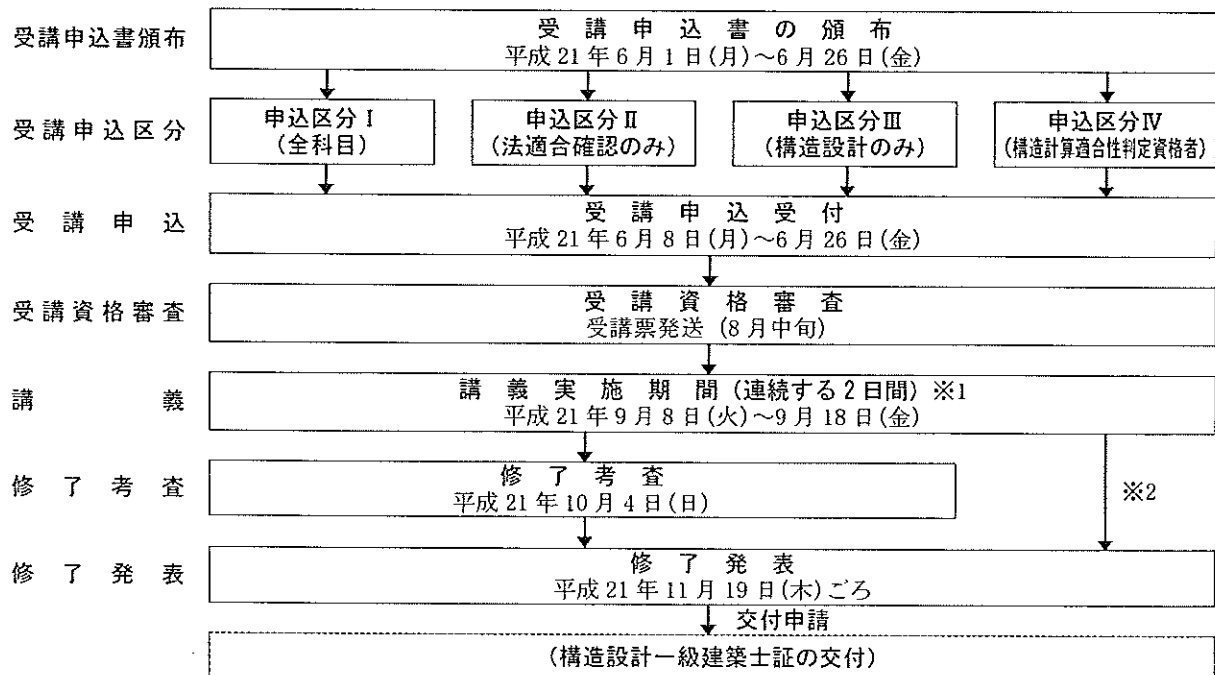 受講申込書頒布
受講申込書の頒布
平成21年6月1日(月)～6月26日(金)
受講申込区分
申込区分Ⅰ
(全科目)
申込区分Ⅱ
(法適合確認のみ)
申込区分Ⅲ
(構造設計のみ)
申込区分Ⅳ
(構造計算適合性判定資格者)
受講申込
受講申込受付
平成21年6月8日(月)～6月26日(金)
受講資格審査
受講資格審査
受講票発送 (8月中旬)
講義
講義実施期間(連続する2日間)※1
平成21年9月8日(火)～9月18日(金)
修了考査
修了考査
平成21年10月4日(日)
※2
修了発表
修了発表
平成21年11月19日(木)ごろ
交付申請
(構造設計一級建築士証の交付)